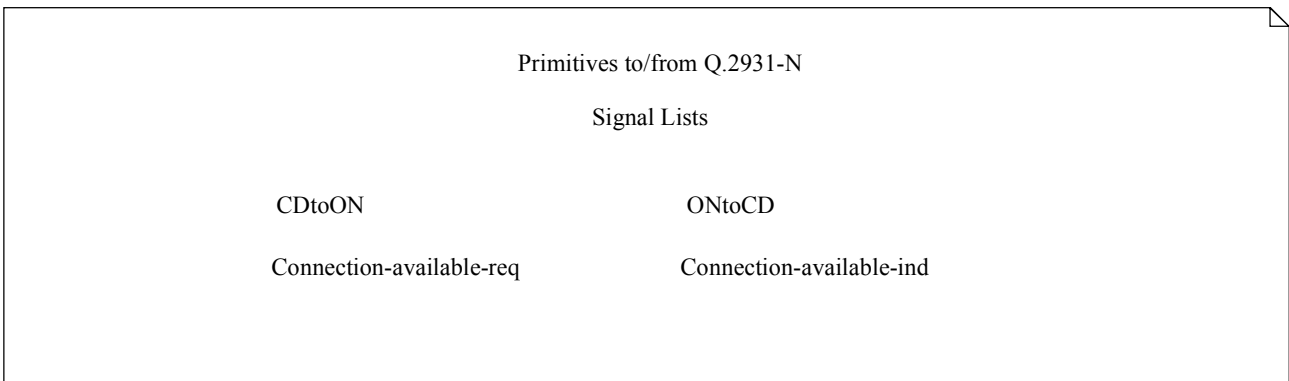 Primitives to/from Q.2931-N
Signal Lists
CDtoON ONtoCD
Connection-available-req Connection-available-ind